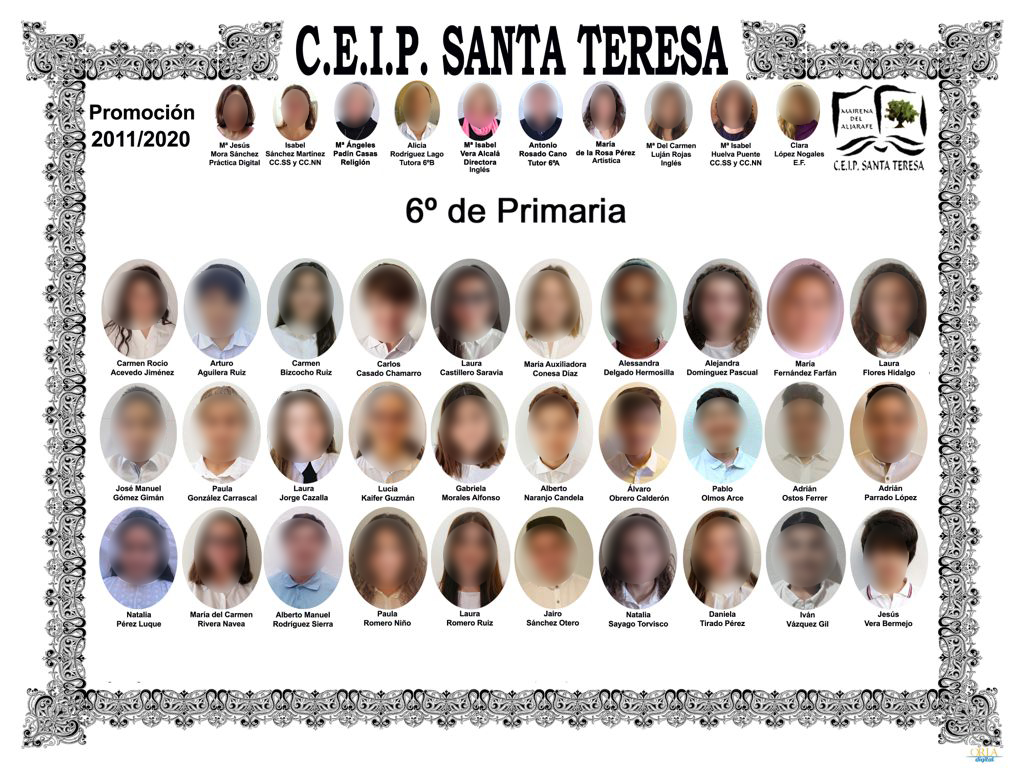 C.E.I.P. SANTA TERESA
Promoción
2011/2020
Mª Jesús
Mora Sánchez
Práctica Digital
Isabel
Sánchez Martínez
CC.SS y CC.NN
Mª Ángeles
Padín Casas
Religión
Alicia
Rodríguez Lago
Tutora 6ºB
Mª Isabel
Vera Alcalá
Directora
Inglés
Antonio
Rosado Cano
Tutor 6ºA
María
de la Rosa Pérez
Artística
Mª Del Carmen
Luján Rojas
Inglés
Mª Isabel
Huelva Puente
CC.SS y CC.NN
Clara
López Nogales
E.F.
MAIRENA
DEL
ALJARAFE
C.E.I.P. SANTA TERESA
6º de Primaria
Carmen Rocío
Acevedo Jiménez
Arturo
Aguilera Ruiz
Carmen
Bizcocho Ruiz
Carlos
Casado Chamarro
Laura
Castillero Saravia
María Auxiliadora
Conesa Díaz
Alessandra
Delgado Hermosilla
Alejandra
Domínguez Pascual
María
Fernández Farfán
Laura
Flores Hidalgo
José Manuel
Gómez Gimán
Paula
González Carrascal
Laura
Jorge Cazalla
Lucía
Kaifer Guzmán
Gabriela
Morales Alfonso
Alberto
Naranjo Candela
Álvaro
Obrero Calderón
Pablo
Olmos Arce
Adrián
Ostos Ferrer
Adrián
Parrado López
Natalia
Pérez Luque
María del Carmen
Rivera Navea
Alberto Manuel
Rodríguez Sierra
Paula
Romero Niño
Laura
Romero Ruiz
Jairo
Sánchez Otero
Natalia
Sayago Torvisco
Daniela
Tirado Pérez
Iván
Vázquez Gil
Jesús
Vera Bermejo
ORLA
digital